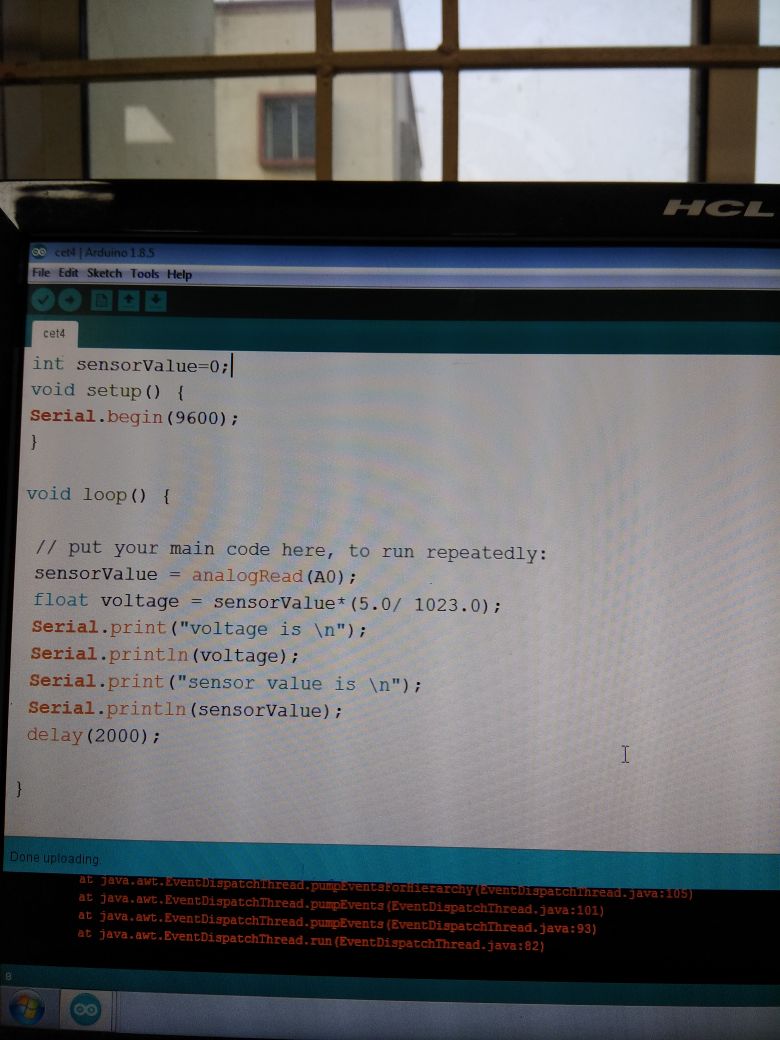 HCL
cet4 | Arduino 1.8.5
File Edit Sketch Tools Help
cet4
int sensorValue=0;
void setup() {
Serial.begin(9600);
}
void loop() {
// put your main code here, to run repeatedly:
sensorValue = analogRead(A0);
float voltage = sensorValue*(5.0/ 1023.0);
Serial.print("voltage is \n");
Serial.println(voltage);
Serial.print("sensor value is \n");
Serial.println(sensorValue);
delay(2000);
}
Done uploading.
at java.awt.EventDispatchThread.pumpEventsForHierarchy(EventDispatchThread.java:105)
at java.awt.EventDispatchThread.pumpEvents(EventDispatchThread.java:101)
at java.awt.EventDispatchThread.pumpEvents(EventDispatchThread.java:93)
at java.awt.EventDispatchThread.run(EventDispatchThread.java:82)